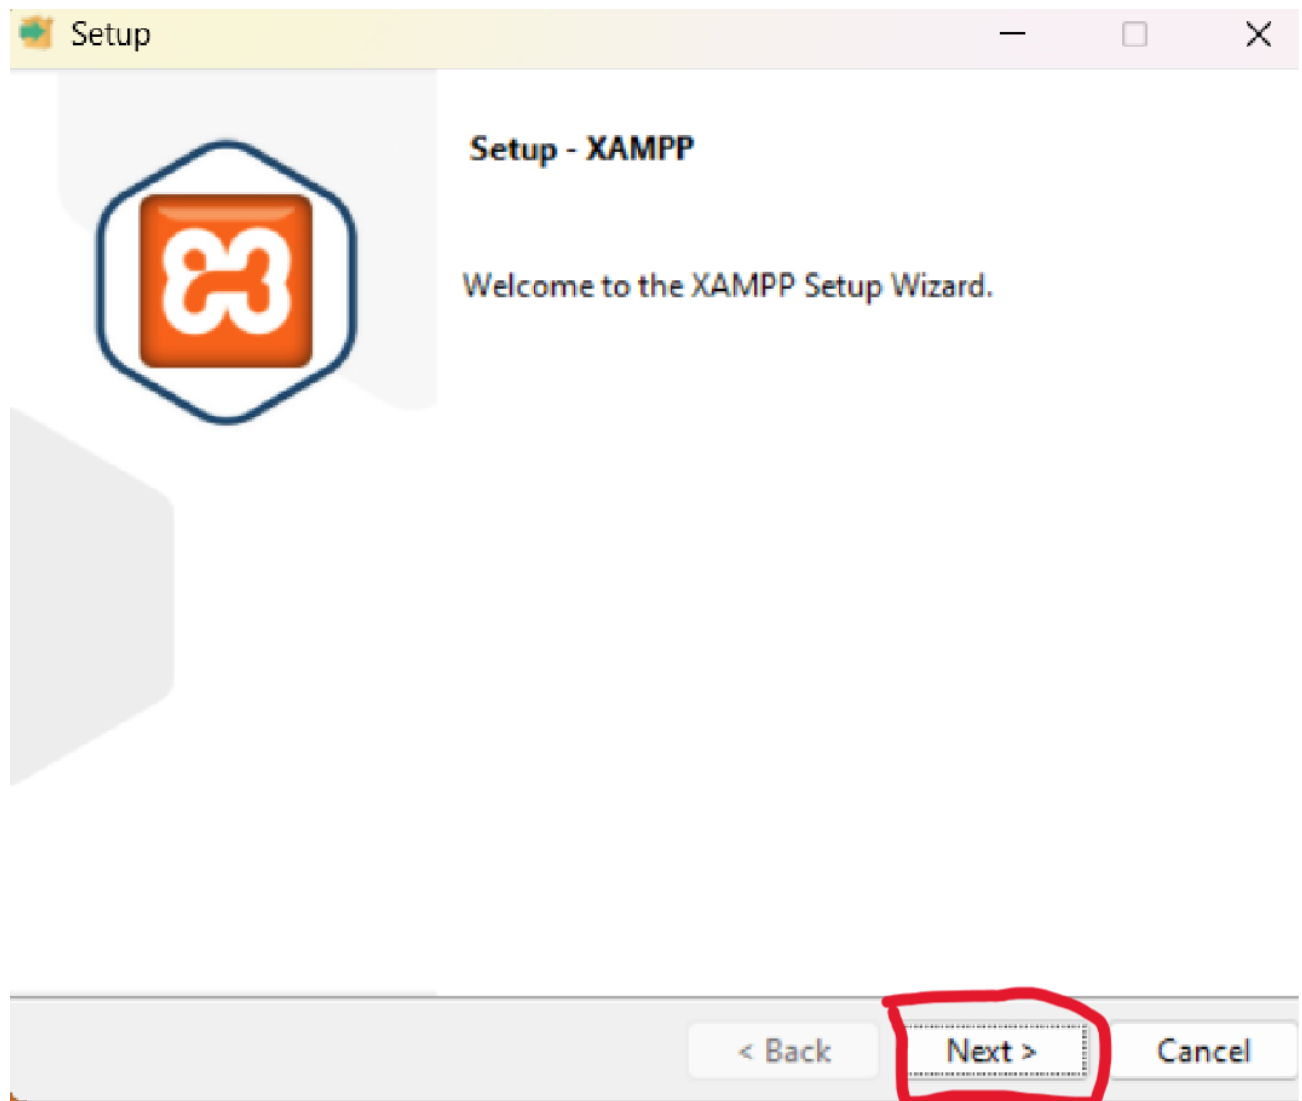 Setup
Setup - XAMPP
Welcome to the XAMPP Setup Wizard.
< Back
Next >
Cancel